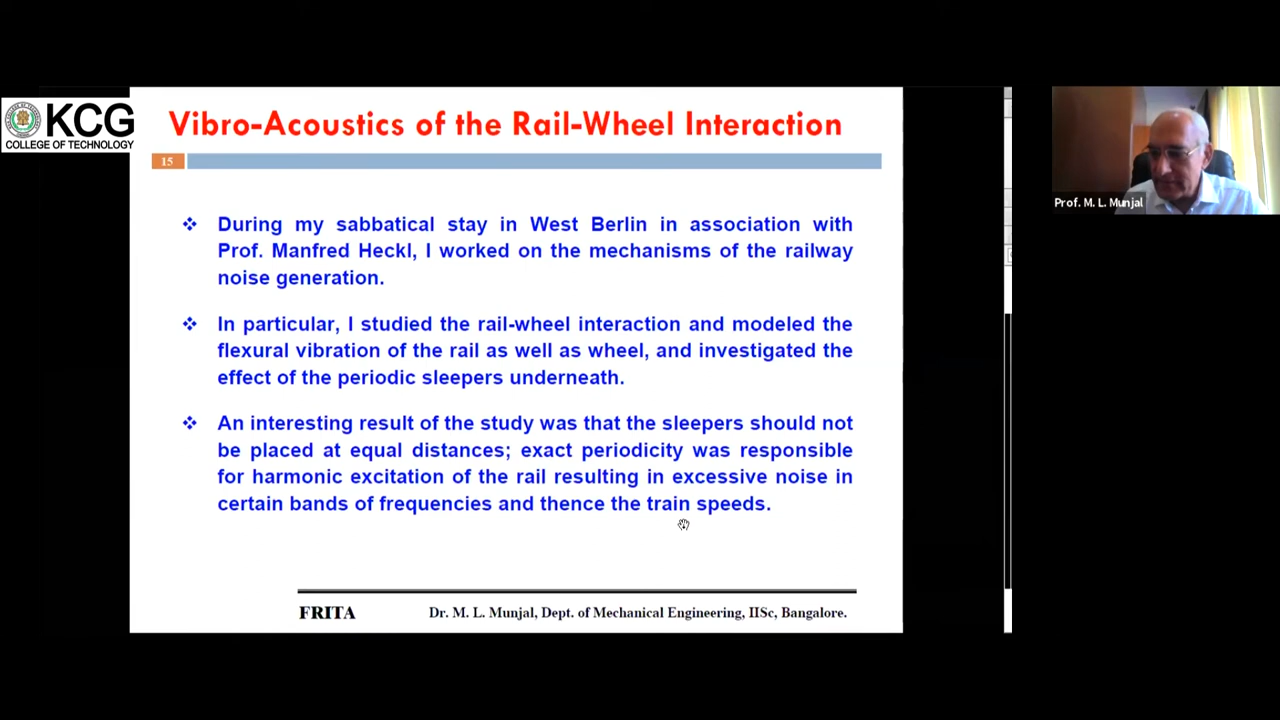 KCG
COLLEGE OF TECHNOLOGY
Vibro-Acoustics of the Rail-Wheel Interaction
15
During my sabbatical stay in West Berlin in association with
Prof. Manfred Heckl, I worked on the mechanisms of the railway
noise generation.
In particular, I studied the rail-wheel interaction and modeled the
flexural vibration of the rail as well as wheel, and investigated the
effect of the periodic sleepers underneath.
An interesting result of the study was that the sleepers should not
be placed at equal distances; exact periodicity was responsible
for harmonic excitation of the rail resulting in excessive noise in
certain bands of frequencies and thence the train speeds.
FRITA Dr. M. L. Munjal, Dept. of Mechanical Engineering, IISc, Bangalore.
Prof. M. L. Munjal